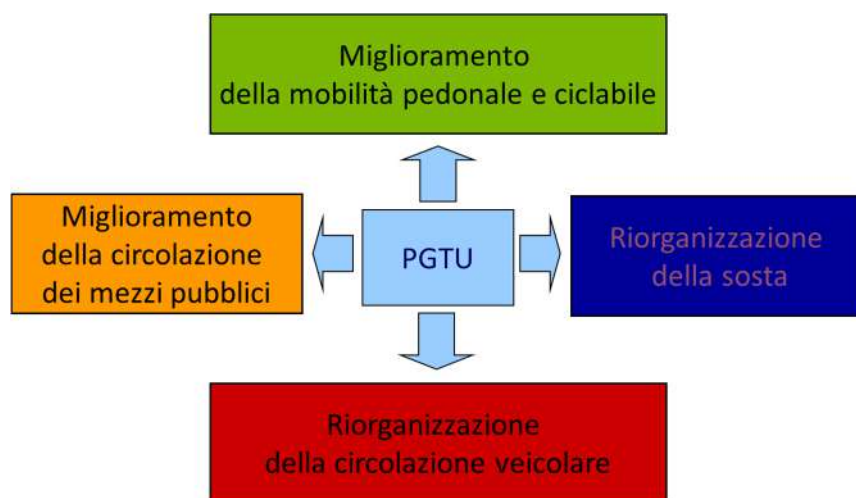 Miglioramento
della mobilità pedonale e ciclabile
Miglioramento
della circolazione
dei mezzi pubblici
PGTU
Riorganizzazione
della sosta
Riorganizzazione
della circolazione veicolare